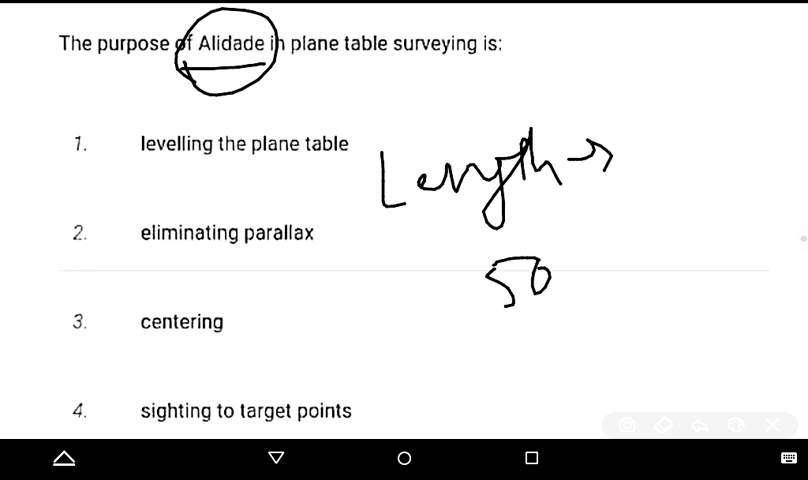 The purpose of Alidade in plane table surveying is:
1. levelling the plane table
Length →
2. eliminating parallax
50
3. centering
4. sighting to target points